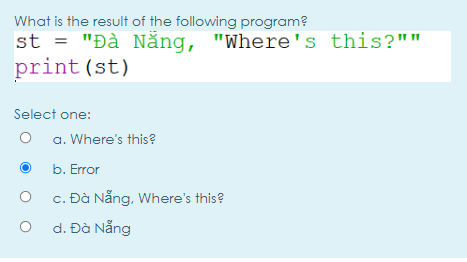 What is the result of the following program?
st = "Đà Nẵng, "Where's this?""
print(st)
Select one:
a. Where's this?
b. Error
c. Đà Nẵng, Where's this?
d. Đà Nẵng